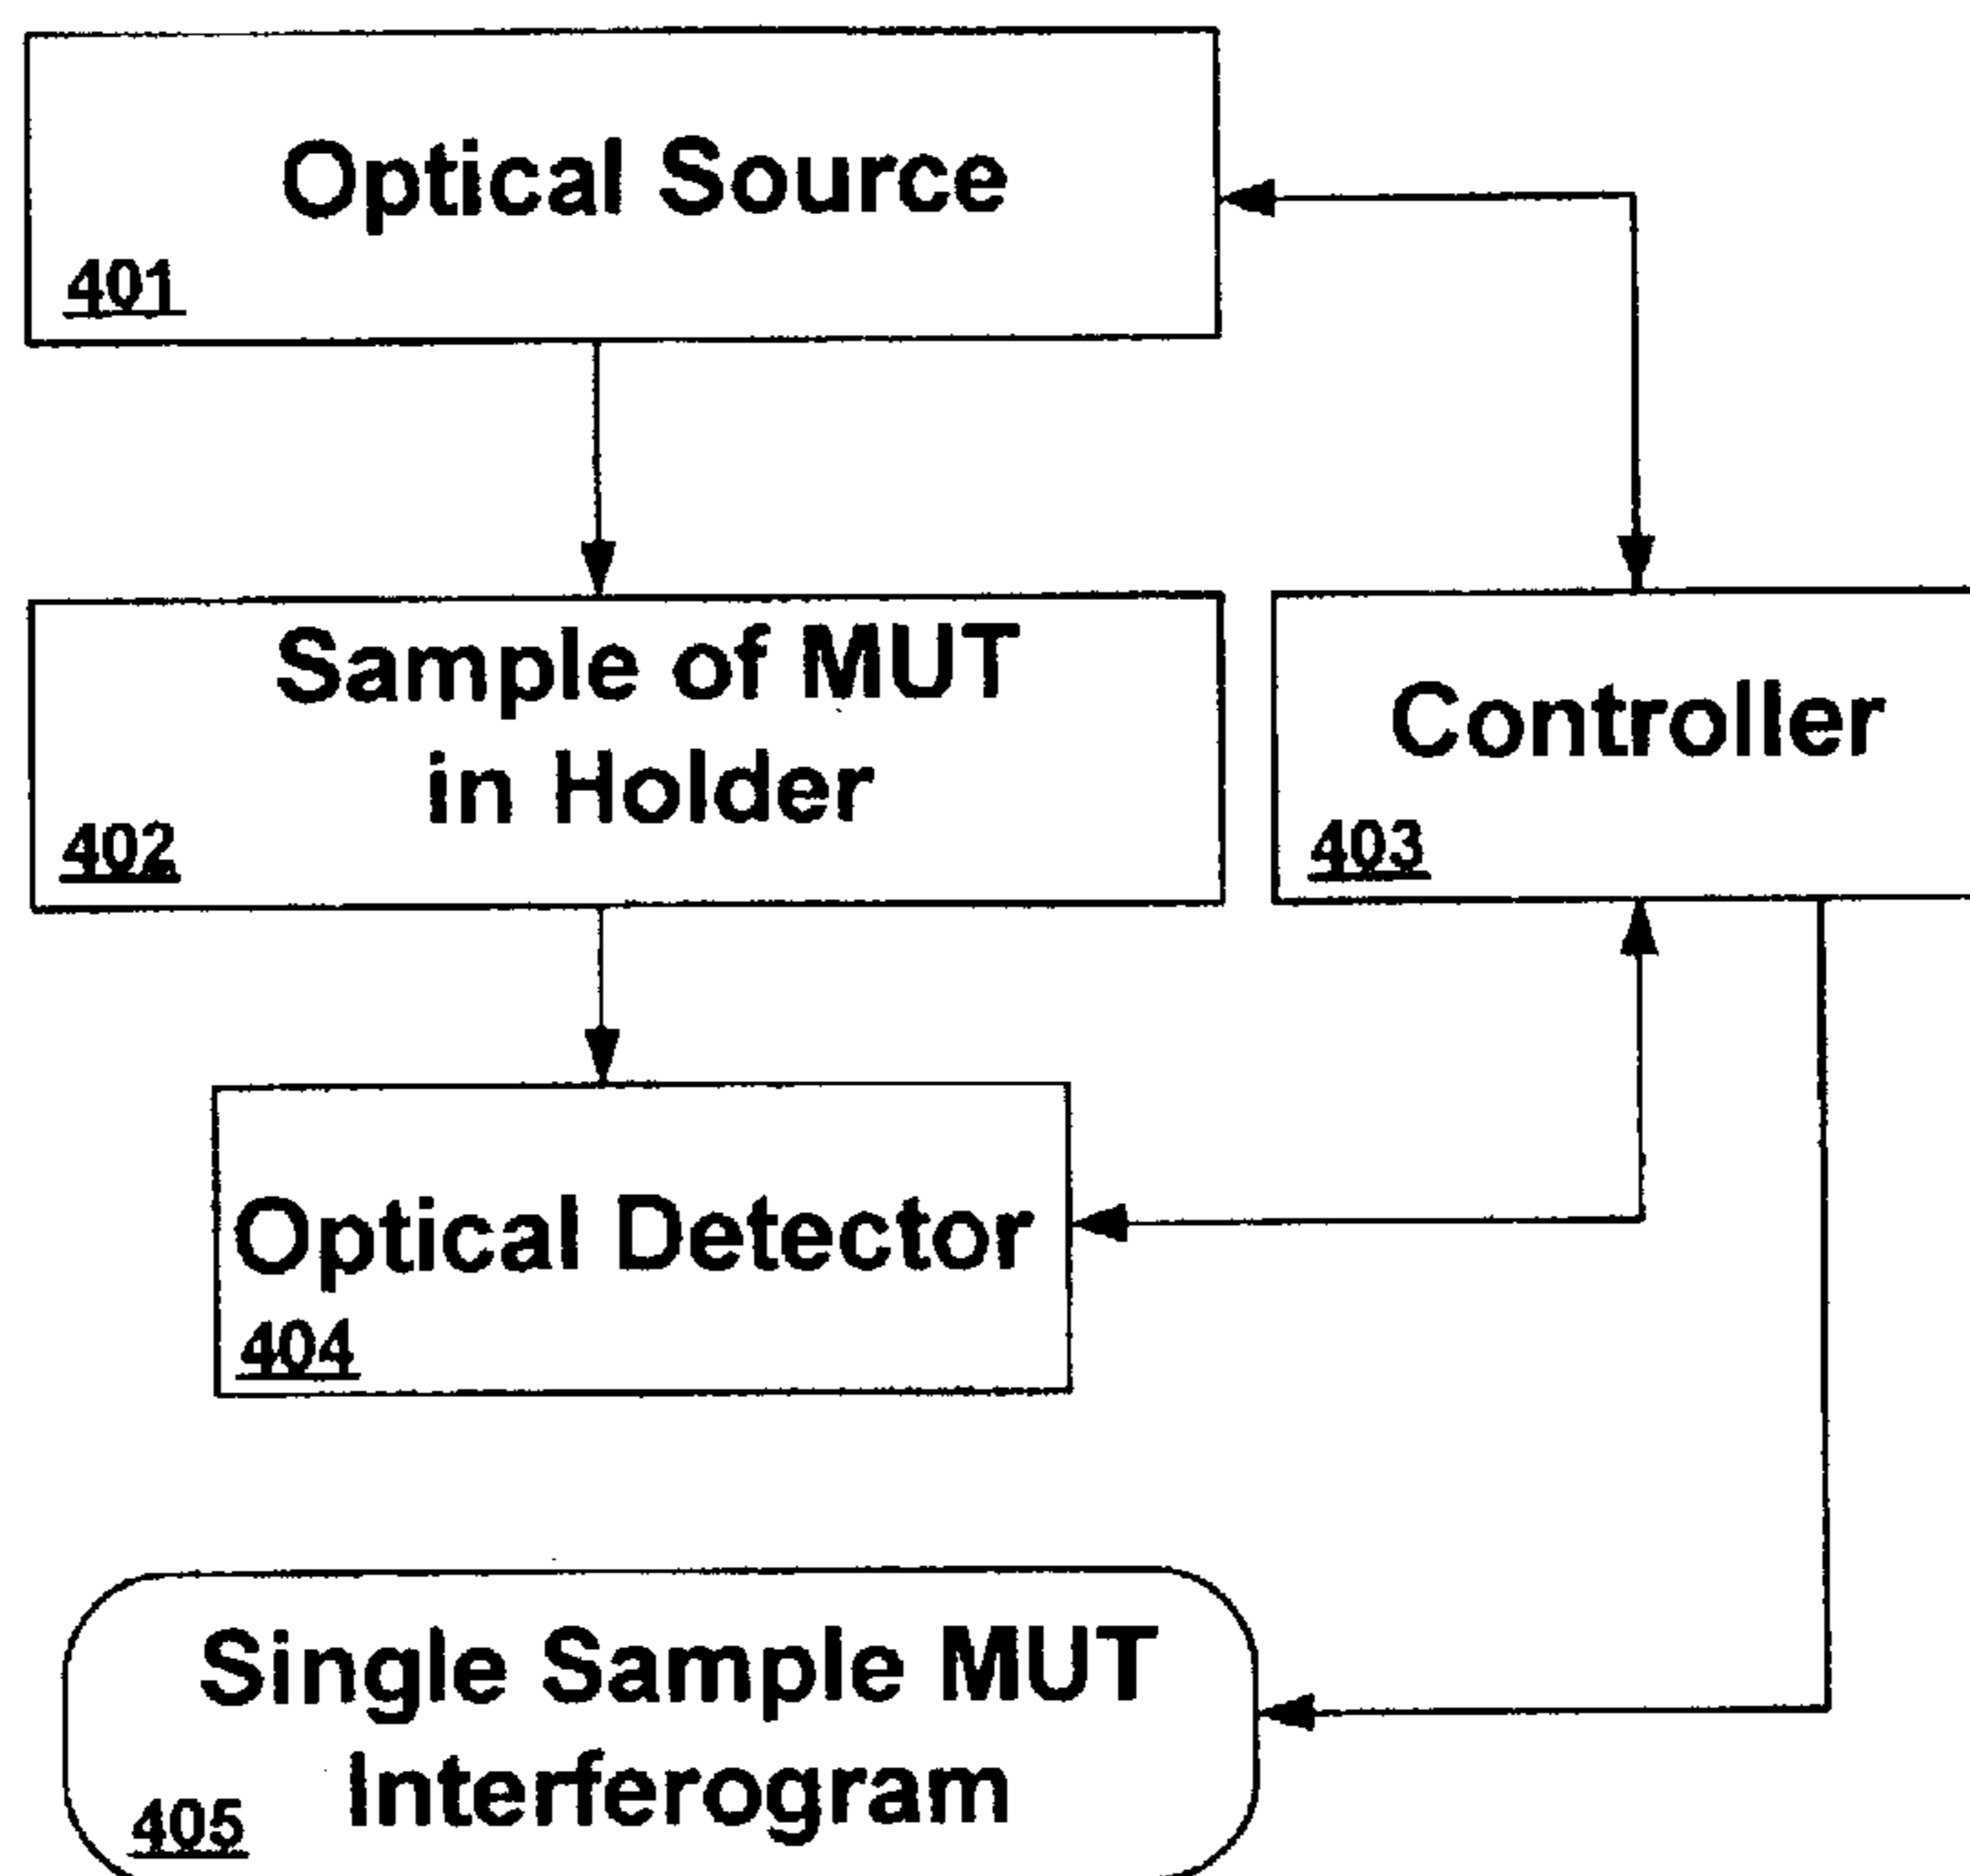 Optical Source
401
Sample of MUT
in Holder
402
Controller
403
Optical Detector
404
Single Sample MUT
Interferogram
405